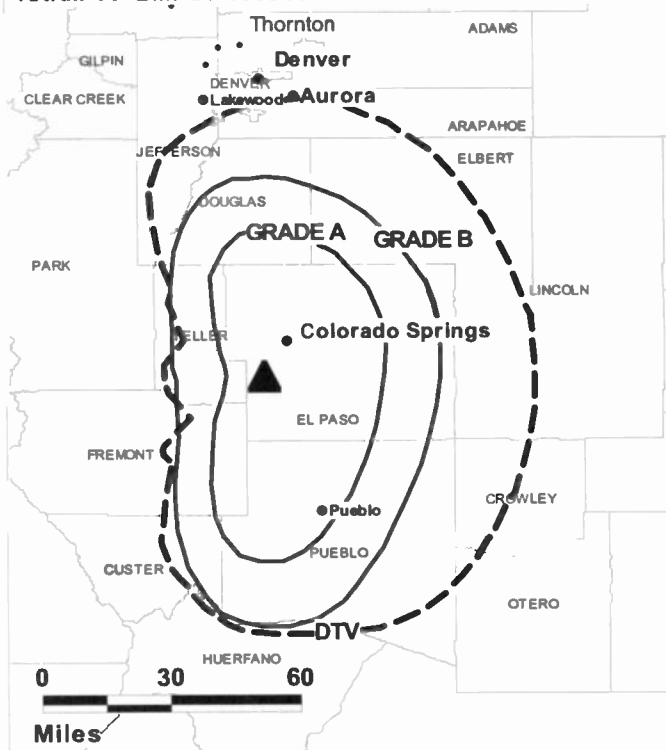 Thornton
ADAMS
GILPIN
Denver
DENVER
CLEAR CREEK
Lakewood
Aurora
ARAPAHOE
JEFFERSON
ELBERT
DOUGLAS
GRADE A
GRADE B
PARK
LINCOLN
Colorado Springs
EL PASO
FREMONT
CROWLEY
Pueblo
PUEBLO
CUSTER
OTERO
DTV
HUERFANO
0 30 60
Miles